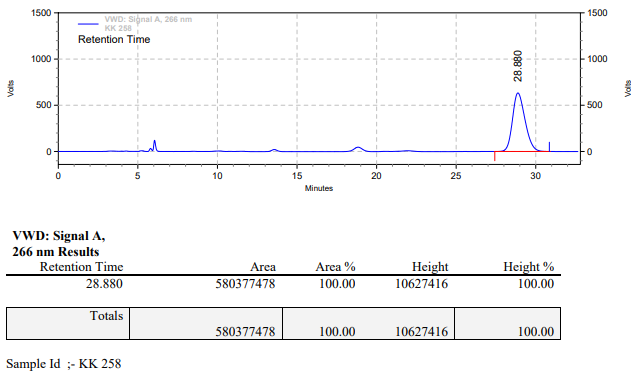 1500
VWD: Signal A, 266 nm
KK 258
Retention Time
1500
1000
1000
Volts
Volts
28.880
500
500
0
0
0 5 10 15 20 25 30
Minutes
VWD: Signal A,
266 nm Results
Retention Time Area Area % Height Height %
28.880 580377478 100.00 10627416 100.00
Totals
580377478 100.00 10627416 100.00
Sample Id ;- KK 258